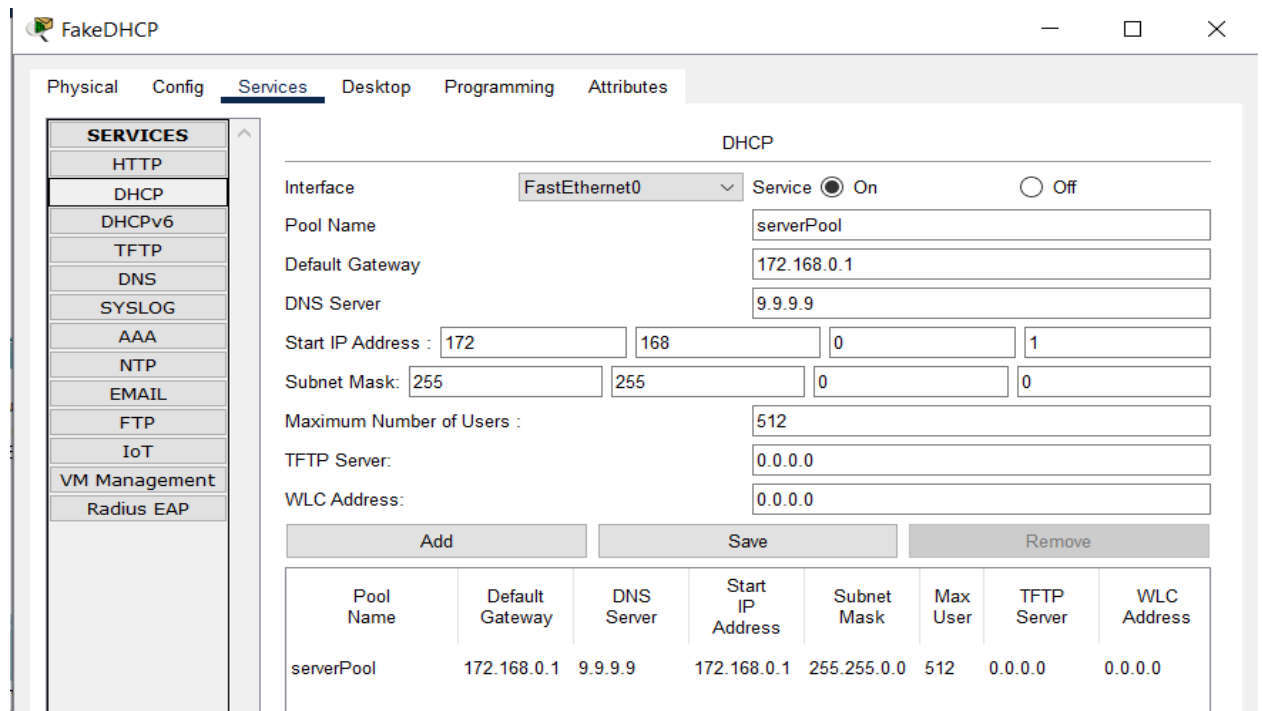 FakeDHCP
Physical Config Services Desktop Programming Attributes
SERVICES
HTTP
DHCP
DHCPv6
TFTP
DNS
SYSLOG
AAA
NTP
EMAIL
FTP
IoT
VM Management
Radius EAP
DHCP
Interface FastEthernet0 Service On Off
Pool Name serverPool
Default Gateway 172.168.0.1
DNS Server 9.9.9.9
Start IP Address : 172 168 0 1
Subnet Mask: 255 255 0 0
Maximum Number of Users : 512
TFTP Server: 0.0.0.0
WLC Address: 0.0.0.0
Add Save Remove
Pool Name Default Gateway DNS Server Start IP Address Subnet Mask Max User TFTP Server WLC Address
serverPool 172.168.0.1 9.9.9.9 172.168.0.1 255.255.0.0 512 0.0.0.0 0.0.0.0